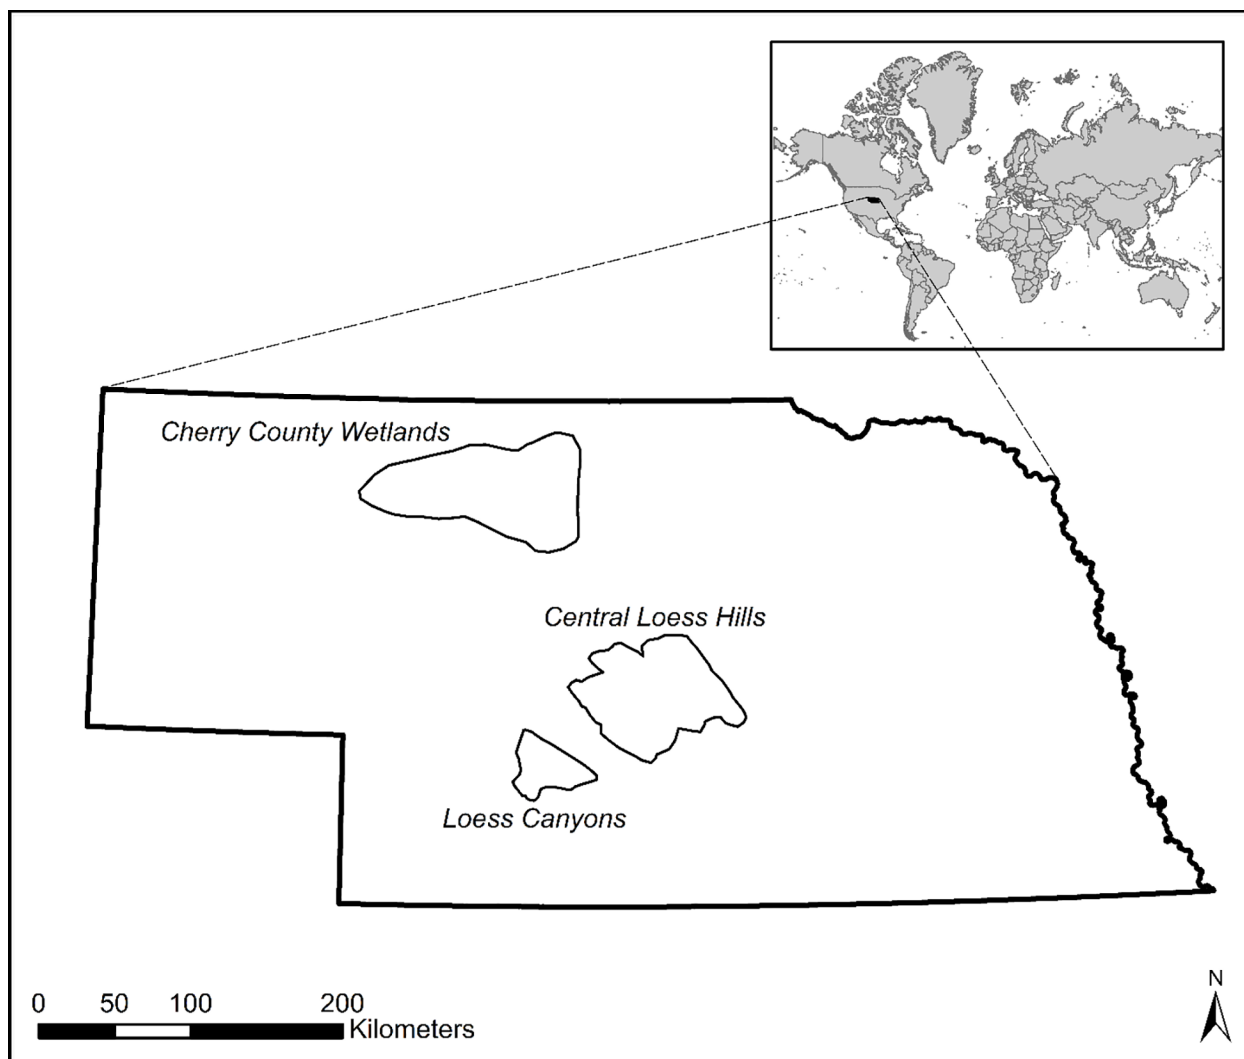 Cherry County Wetlands
Central Loess Hills
Loess Canyons
N
0 50 100 200
Kilometers